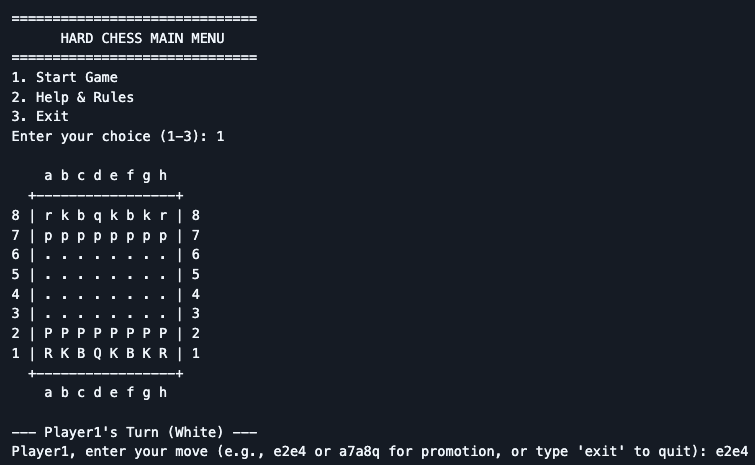 ==============================
      HARD CHESS MAIN MENU
==============================
1. Start Game
2. Help & Rules
3. Exit
Enter your choice (1-3): 1

    a b c d e f g h
  +-----------------+
8 | r k b q k b k r | 8
7 | p p p p p p p p | 7
6 | . . . . . . . . | 6
5 | . . . . . . . . | 5
4 | . . . . . . . . | 4
3 | . . . . . . . . | 3
2 | P P P P P P P P | 2
1 | R K B Q K B K R | 1
  +-----------------+
    a b c d e f g h

--- Player1's Turn (White) ---
Player1, enter your move (e.g., e2e4 or a7a8q for promotion, or type 'exit' to quit): e2e4